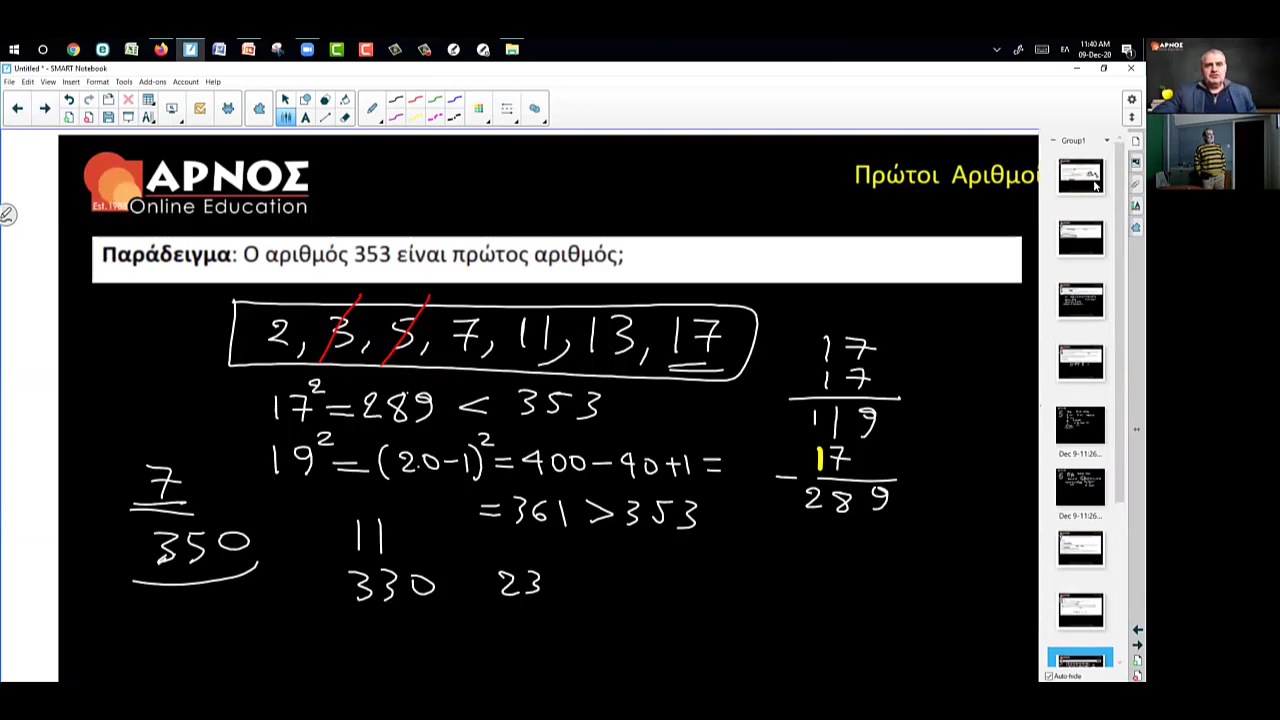 11:40 AM
ΕΛ
09-Dec-20
ΑΡΝΟΣ
Untitled * - SMART Notebook
File Edit View Insert Format Tools Add-ons Account Help
Group1
ΑΡΝΟΣ
Est. 1983 Online Education
Πρώτοι Αριθμοί
Παράδειγμα: Ο αριθμός 353 είναι πρώτος αριθμός;
2, 3, 5, 7, 11, 13, 17
17
17
119
17
- 289
17² = 289 < 353
19² = (20-1)² = 400 - 40 + 1 =
= 361 > 353
7
350
11
330 23
Dec 9-11:26...
Dec 9-11:26...
Auto-hide